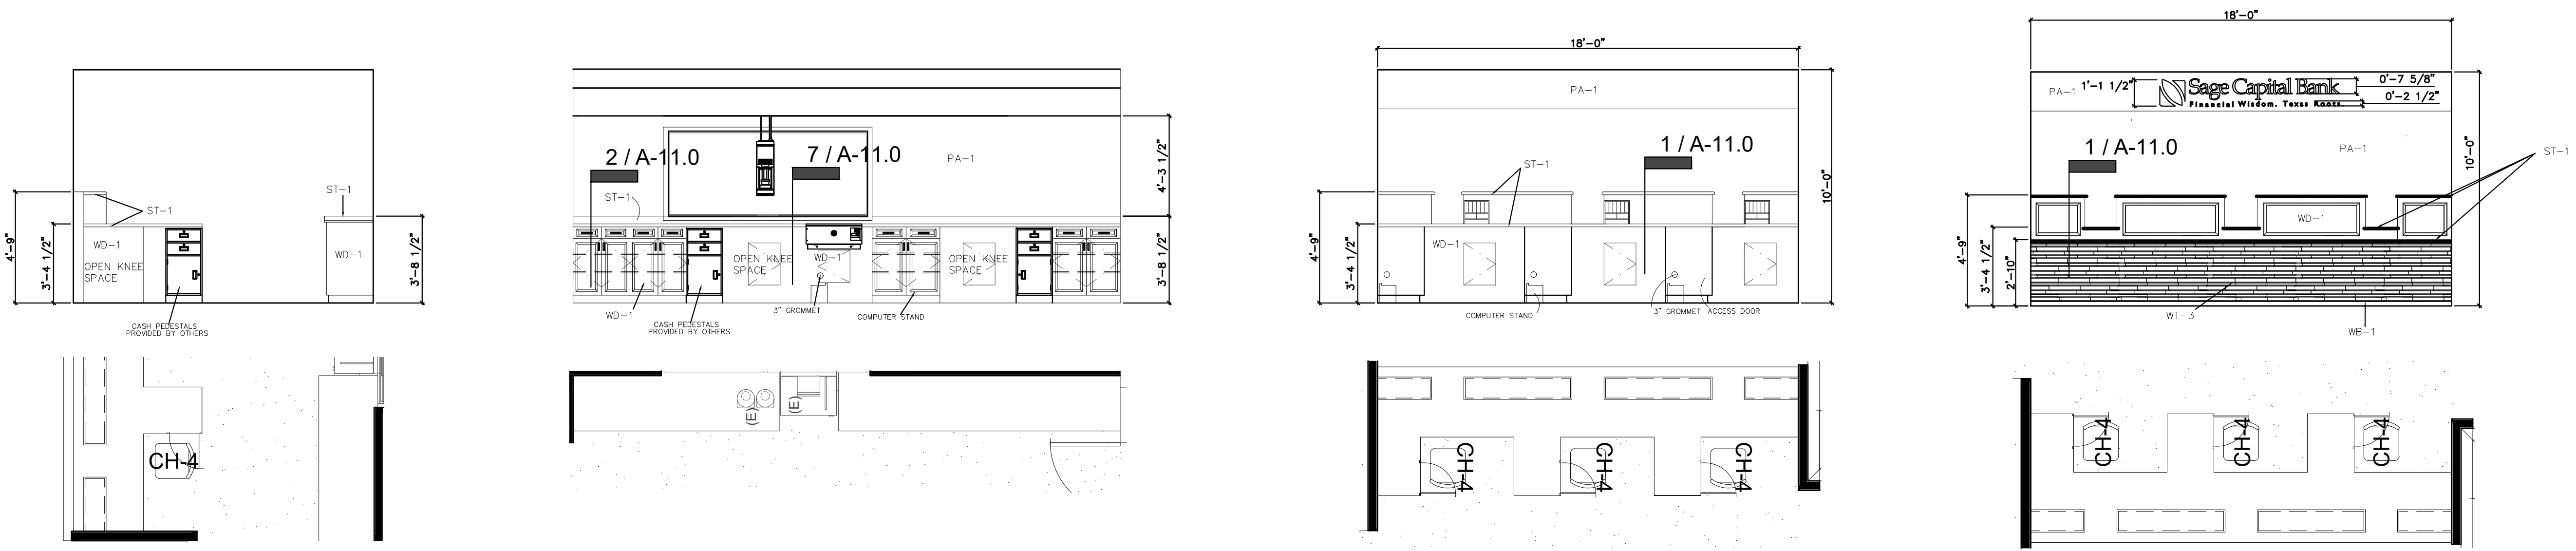 4'-9"
3'-4 1/2"
ST-1
WD-1
OPEN KNEE
SPACE
CASH PEDESTALS
PROVIDED BY OTHERS
ST-1
WD-1
3'-8 1/2"
CH-4
2 / A-11.0
7 / A-11.0
PA-1
ST-1
4'-3 1/2"
3'-8 1/2"
OPEN KNEE
SPACE
WD-1
OPEN KNEE
SPACE
WD-1
CASH PEDESTALS
PROVIDED BY OTHERS
3" GROMMET
COMPUTER STAND
(E)
(E)
18'-0"
PA-1
1 / A-11.0
ST-1
10'-0"
4'-9"
3'-4 1/2"
WD-1
COMPUTER STAND
3" GROMMET
ACCESS DOOR
CH-4
CH-4
CH-4
18'-0"
PA-1
1'-1 1/2"
Sage Capital Bank
Financial Wisdom. Texas Roots.
0'-7 5/8"
0'-2 1/2"
1 / A-11.0
PA-1
10'-0"
ST-1
WD-1
4'-9"
3'-4 1/2"
2'-10"
WT-3
WB-1
CH-4
CH-4
CH-4